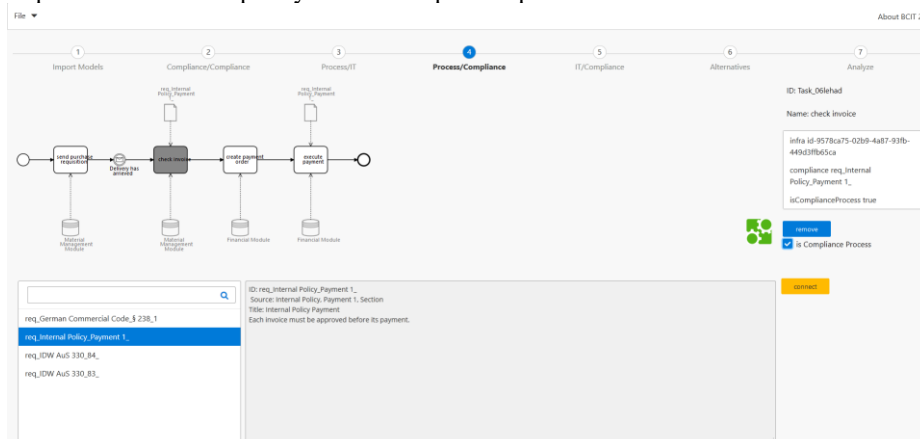 File
About BCIT 2
1
2
3
4
5
6
7
Import Models
Compliance/Compliance
Process/IT
Process/Compliance
IT/Compliance
Alternatives
Analyze
req_Internal
Policy_Payment
req_Internal
Policy_Payment
ID: Task_06lehad
Name: check invoice
send purchase
requisition
Delivery has
arrived
check invoice
create payment
order
execute
payment
infra id-9578ca75-02b9-4a87-93fb-
449d3ffb65ca
compliance req_Internal
Policy_Payment 1_
isComplianceProcess true
Material
Management
Module
Material
Management
Module
Financial Module
Financial Module
remove
is Compliance Process
connect
ID: req_Internal Policy_Payment 1_
Source: Internal Policy, Payment 1, Section
Title: Internal Policy Payment
Each invoice must be approved before its payment.
req_German Commercial Code_§ 238_1
req_Internal Policy_Payment 1_
req_IDW AuS 330_84_
req_IDW AuS 330_83_